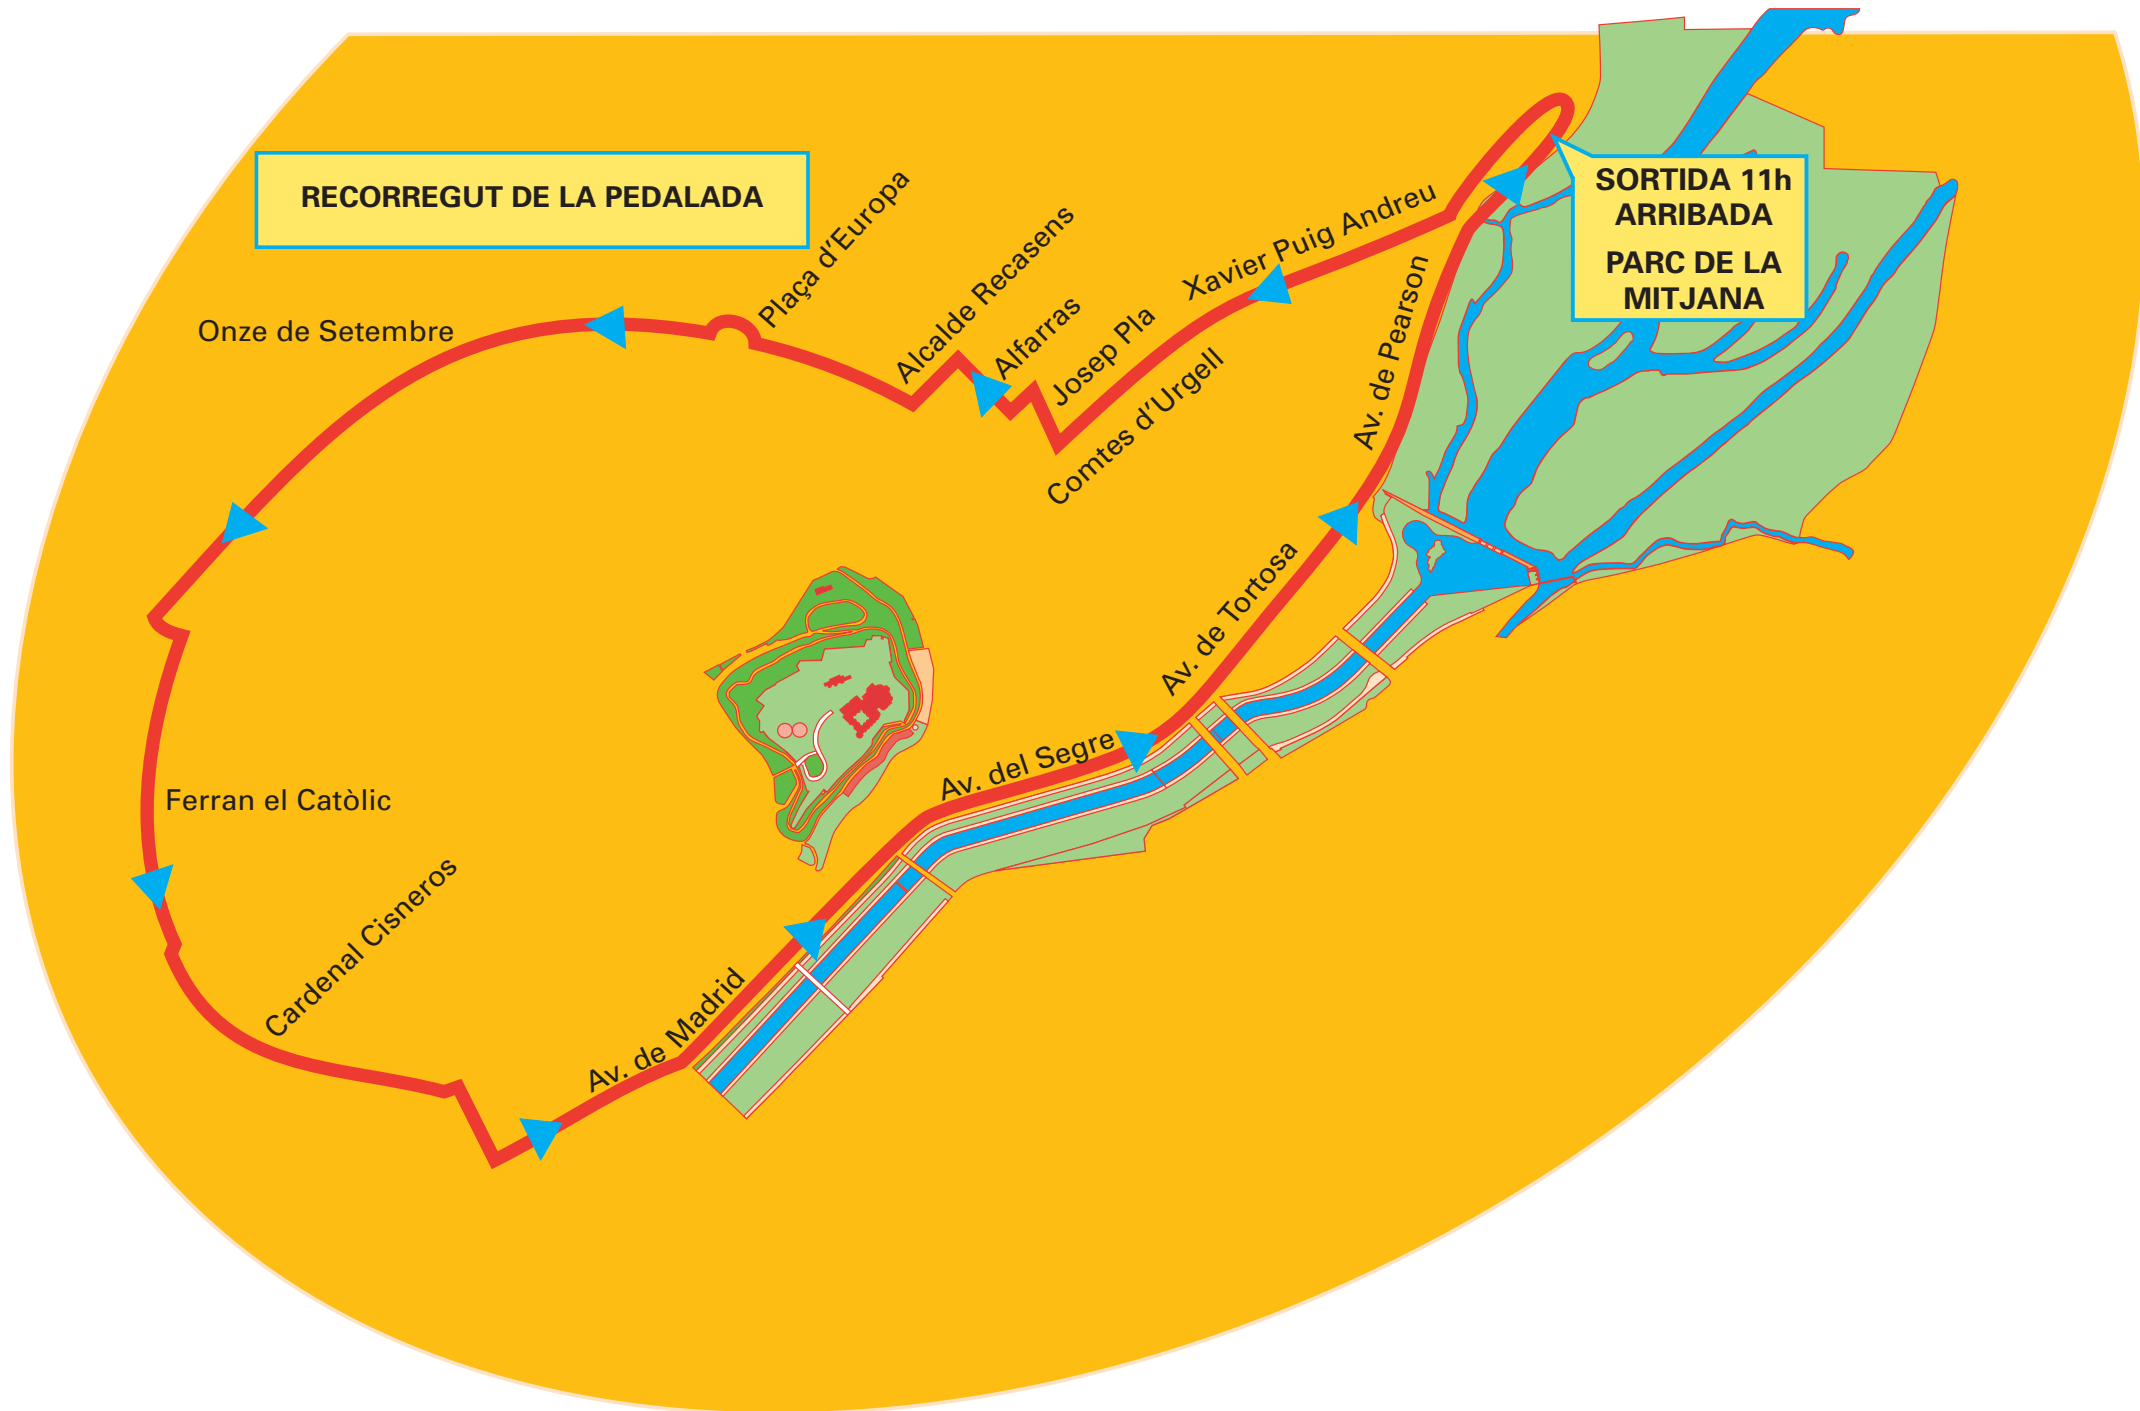 RECORREGUT DE LA PEDALADA
SORTIDA 11h
ARRIBADA
PARC DE LA
MITJANA
Xavier Puig Andreu
Comtes d’Urgell
Josep Pla
Alfarras
Alcalde Recasens
Plaça d’Europa
Onze de Setembre
Ferran el Catòlic
Cardenal Cisneros
Av. de Madrid
Av. del Segre
Av. de Tortosa
Av. de Pearson